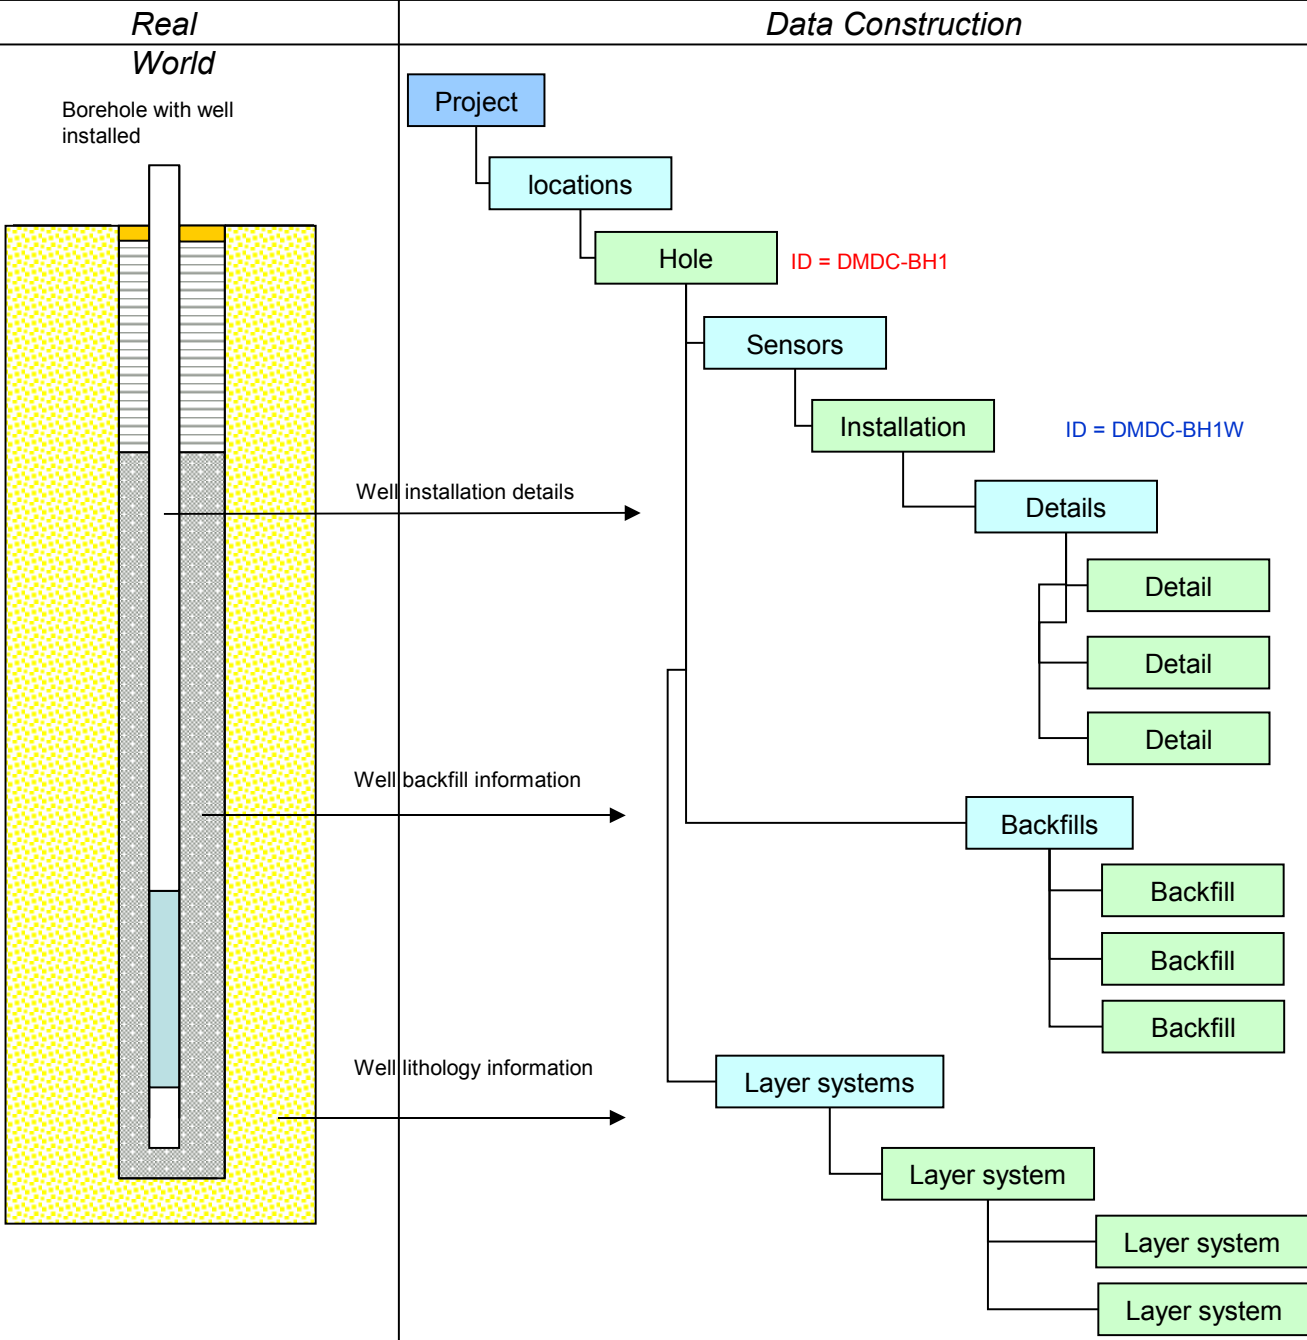 Real
World
Data Construction
Borehole with well
installed
Project
locations
Hole
ID = DMDC-BH1
Sensors
Installation
ID = DMDC-BH1W
Well installation details
Details
Detail
Detail
Detail
Well backfill information
Backfills
Backfill
Backfill
Backfill
Well lithology information
Layer systems
Layer system
Layer system
Layer system